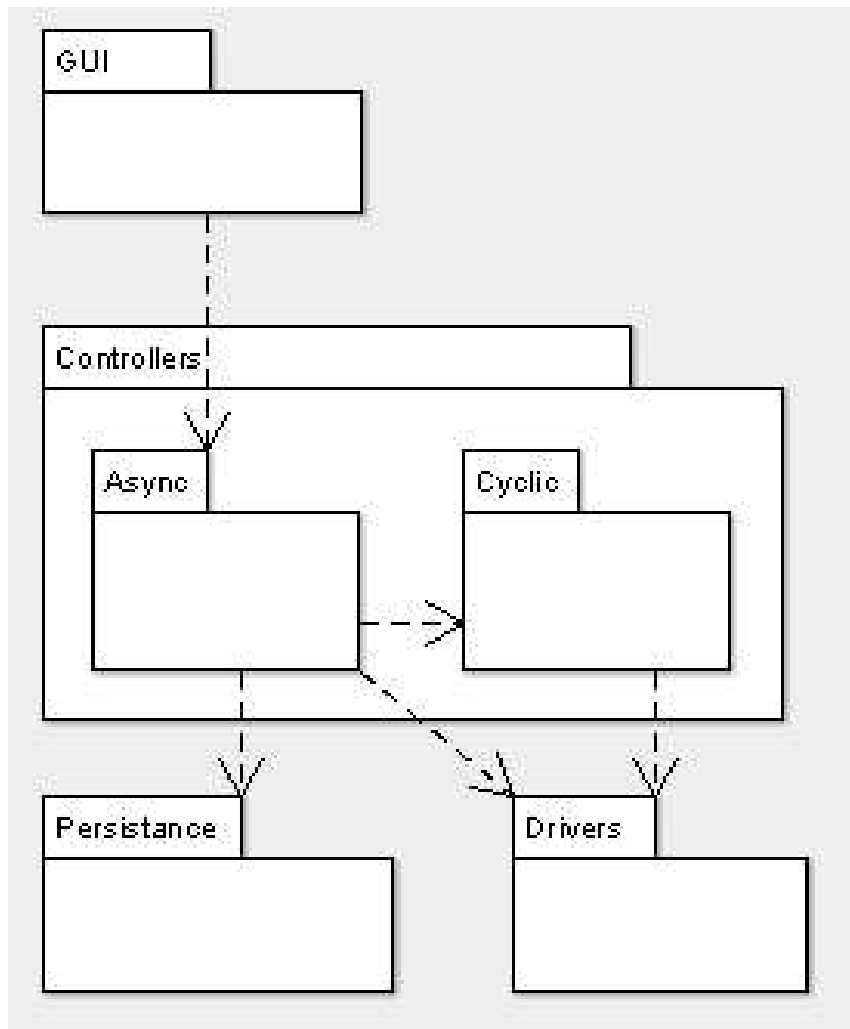 GUI
Controllers
Async
Cyclic
Persistance
Drivers